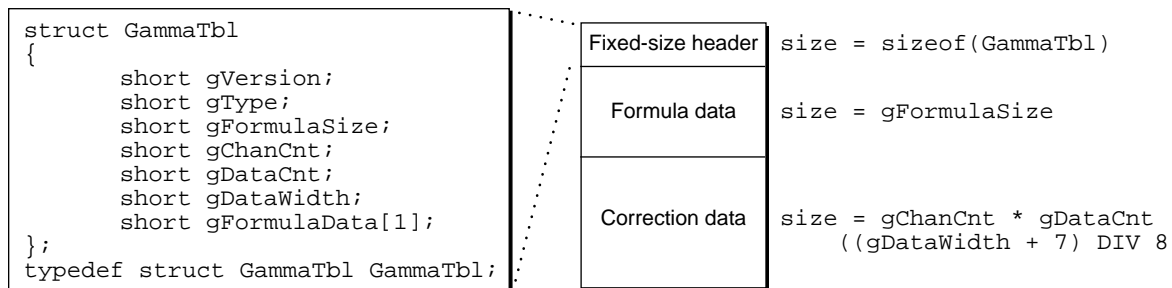 struct GammaTbl
{
short gVersion;
short gType;
short gFormulaSize;
short gChanCnt;
short gDataCnt;
short gDataWidth;
short gFormulaData[1];
};
typedef struct GammaTbl GammaTbl;
Fixed-size header
size = sizeof(GammaTbl)
Formula data
size = gFormulaSize
Correction data
size = gChanCnt * gDataCnt
((gDataWidth + 7) DIV 8